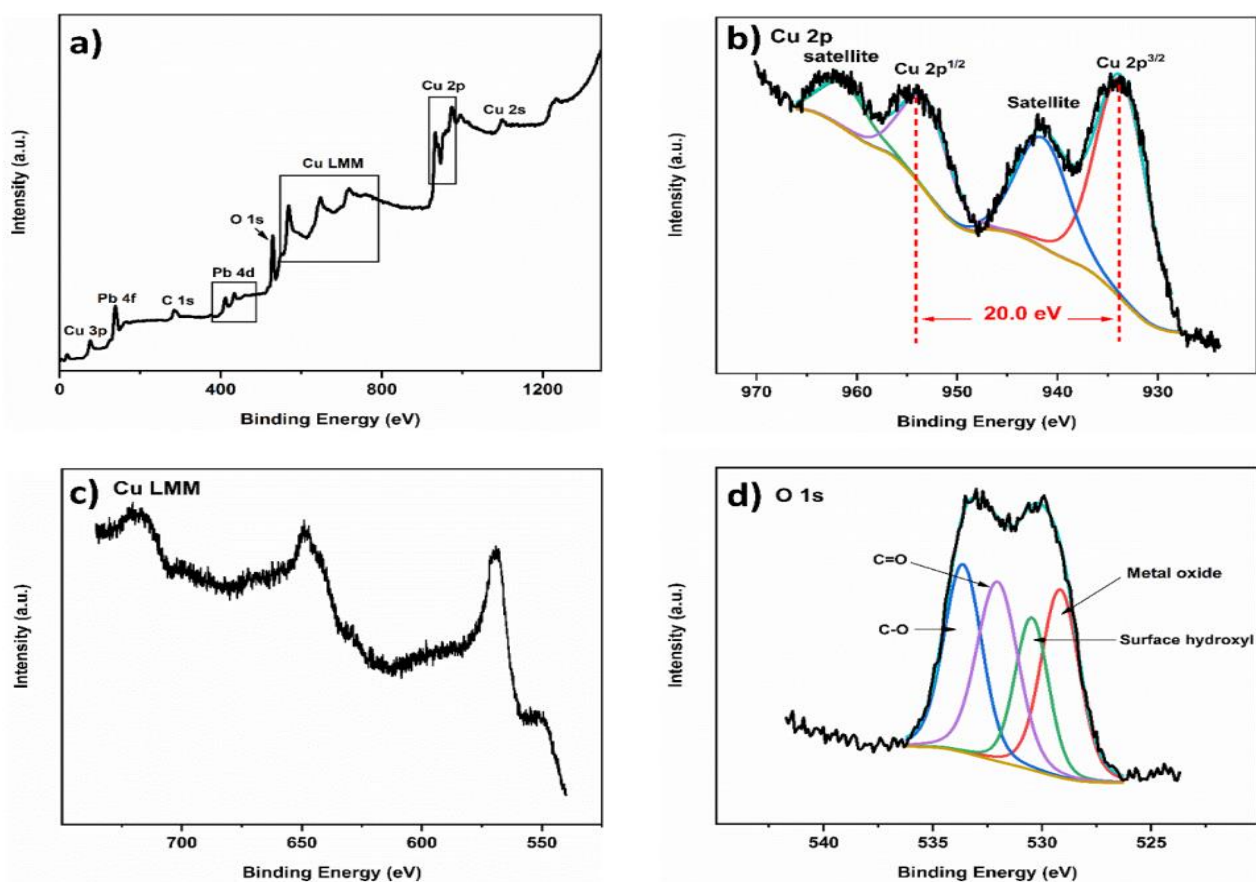 a)
Cu 2p
Cu 2s
Cu LMM
O 1s
Pb 4d
Pb 4f
C 1s
Cu 3p
Intensity (a.u.)
0 400 800 1200
Binding Energy (eV)
b) Cu 2p
satellite
Cu 2p1/2
Cu 2p3/2
Satellite
20.0 eV
Intensity (a.u.)
970 960 950 940 930
Binding Energy (eV)
c) Cu LMM
Intensity (a.u.)
700 650 600 550
Binding Energy (eV)
d) O 1s
C=O
Metal oxide
C-O
Surface hydroxyl
Intensity (a.u.)
540 535 530 525
Binding Energy (eV)